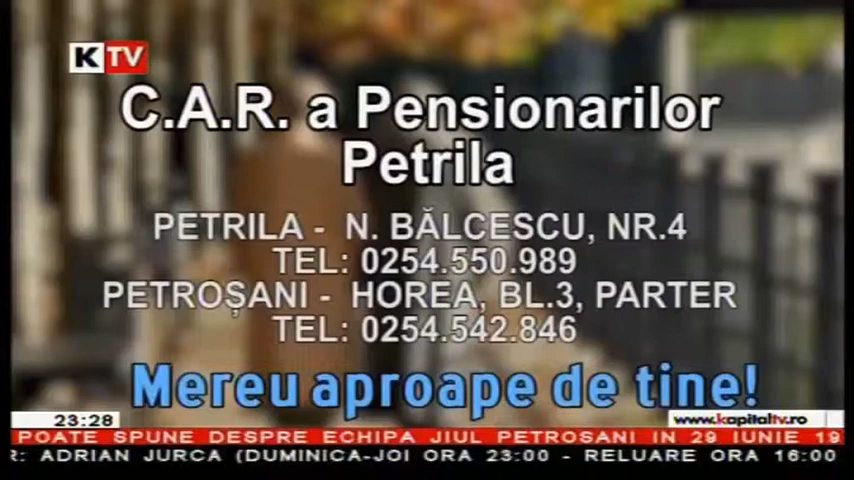 K TV
C.A.R. a Pensionarilor
Petrila
PETRILA - N. BĂLCESCU, NR.4
TEL: 0254.550.989
PETROȘANI - HOREA, BL.3, PARTER
TEL: 0254.542.846
Mereu aproape de tine!
23:28
www.kapitaltv.ro
POATE SPUNE DESPRE ECHIPA JIUL PETROSANI IN 29 IUNIE 19
R: ADRIAN JURCA (DUMINICA-JOI ORA 23:00 - RELUARE ORA 16:00